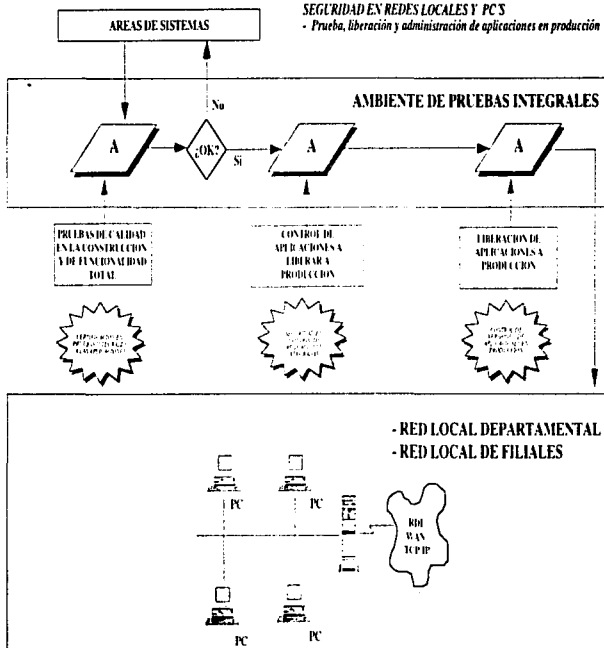 SEGURIDAD EN REDES LOCALES Y PC'S
- Prueba, liberación y administración de aplicaciones en producción
AREAS DE SISTEMAS
No
AMBIENTE DE PRUEBAS INTEGRALES
A
¿OK?
Si
A
A
PRUEBAS DE CALIDAD
EN LA CONSTRUCCION
Y DE FUNCIONALIDAD
TOTAL
CONTROL DE
APLICACIONES A
LIBERAR A
PRODUCCION
LIBERACION DE
APLICACIONES A
PRODUCCION
- RED LOCAL DEPARTAMENTAL
- RED LOCAL DE FILIALES
PC
PC
WAN
TCP IP
PC
PC